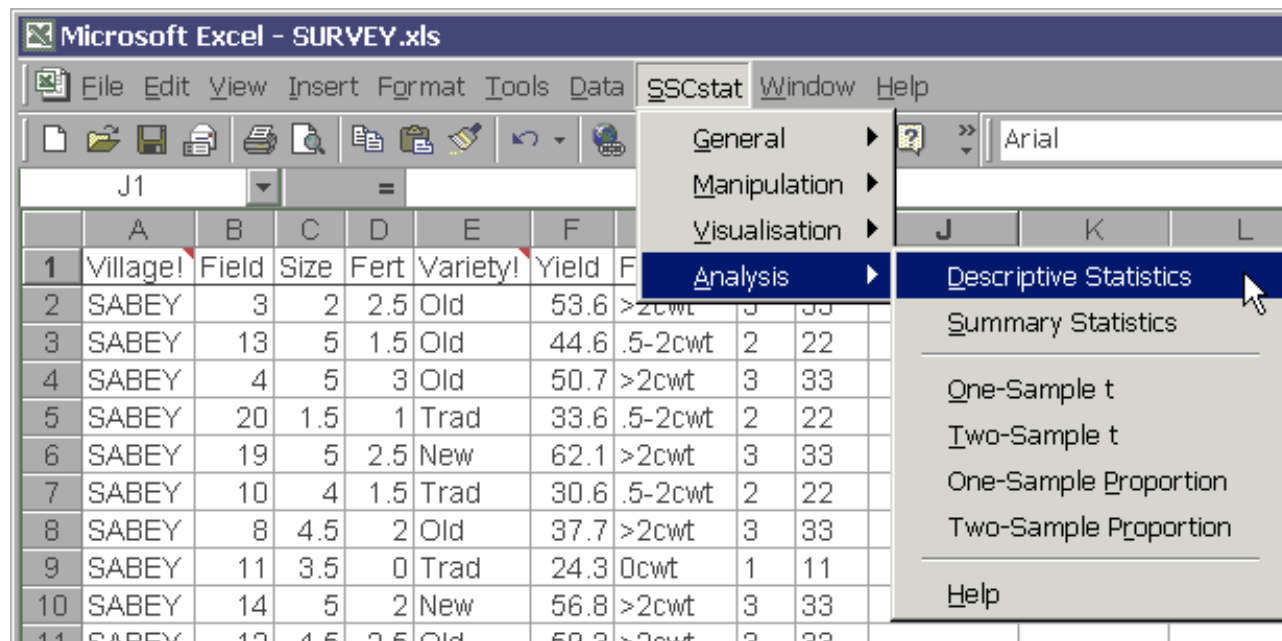 Microsoft Excel - SURVEY.xls
File Edit View Insert Format Tools Data SSCstat Window Help
Arial
J1 =
General
Manipulation
Visualisation
Analysis
Descriptive Statistics
Summary Statistics
One-Sample t
Two-Sample t
One-Sample Proportion
Two-Sample Proportion
Help
A B C D E F J K L
1 Village! Field Size Fert Variety! Yield F
2 SABEY 3 2 2.5 Old 53.6 >2cwt 3 33
3 SABEY 13 5 1.5 Old 44.6 .5-2cwt 2 22
4 SABEY 4 5 3 Old 50.7 >2cwt 3 33
5 SABEY 20 1.5 1 Trad 33.6 .5-2cwt 2 22
6 SABEY 19 5 2.5 New 62.1 >2cwt 3 33
7 SABEY 10 4 1.5 Trad 30.6 .5-2cwt 2 22
8 SABEY 8 4.5 2 Old 37.7 >2cwt 3 33
9 SABEY 11 3.5 0 Trad 24.3 0cwt 1 11
10 SABEY 14 5 2 New 56.8 >2cwt 3 33